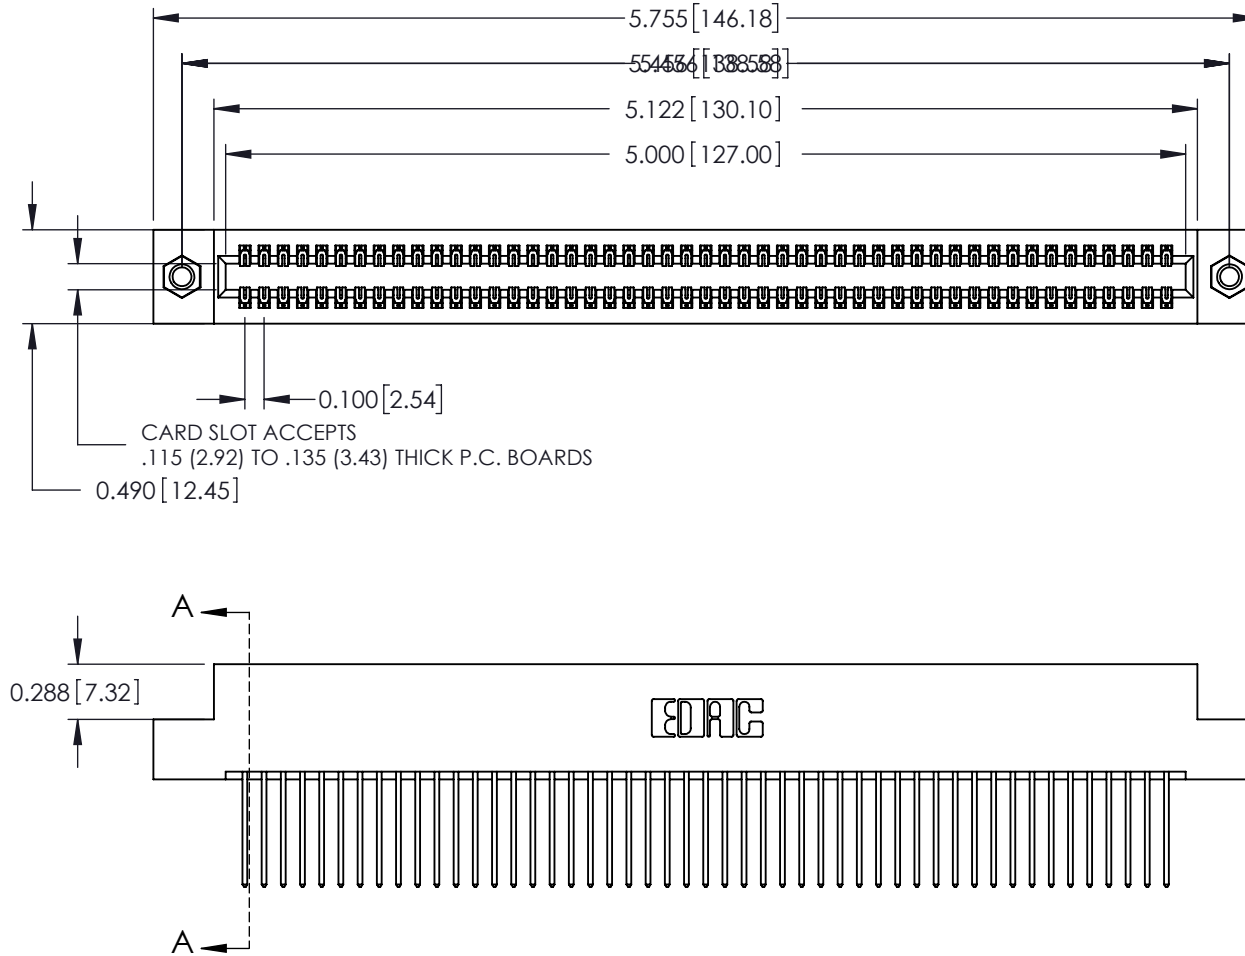 5.755[146.18]
5.122[130.10]
5.000[127.00]
0.100[2.54]
CARD SLOT ACCEPTS
.115 (2.92) TO .135 (3.43) THICK P.C. BOARDS
0.490[12.45]
A
0.288[7.32]
EDAC
A